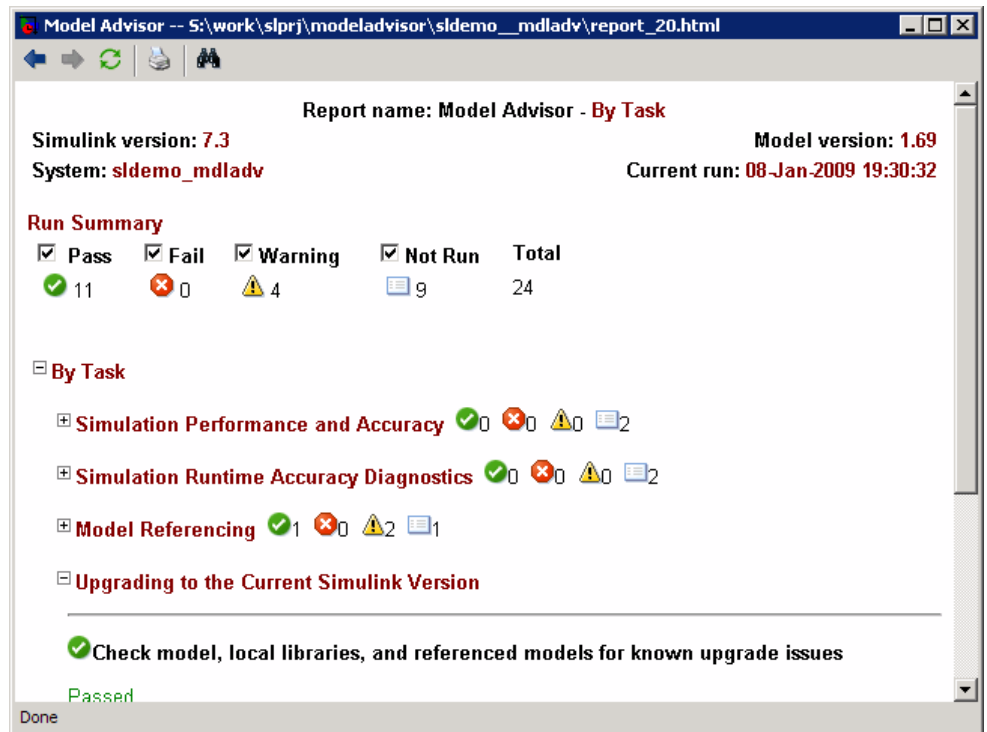 Model Advisor -- S:\work\slprj\modeladvisor\sldemo__mdladv\report_20.html
Report name: Model Advisor - By Task
Simulink version: 7.3 Model version: 1.69
System: sldemo_mdladv Current run: 08-Jan-2009 19:30:32
Run Summary
Pass Fail Warning Not Run Total
11 0 4 9 24
By Task
Simulation Performance and Accuracy 0 0 0 2
Simulation Runtime Accuracy Diagnostics 0 0 0 2
Model Referencing 1 0 2 1
Upgrading to the Current Simulink Version
Check model, local libraries, and referenced models for known upgrade issues
Passed
Done